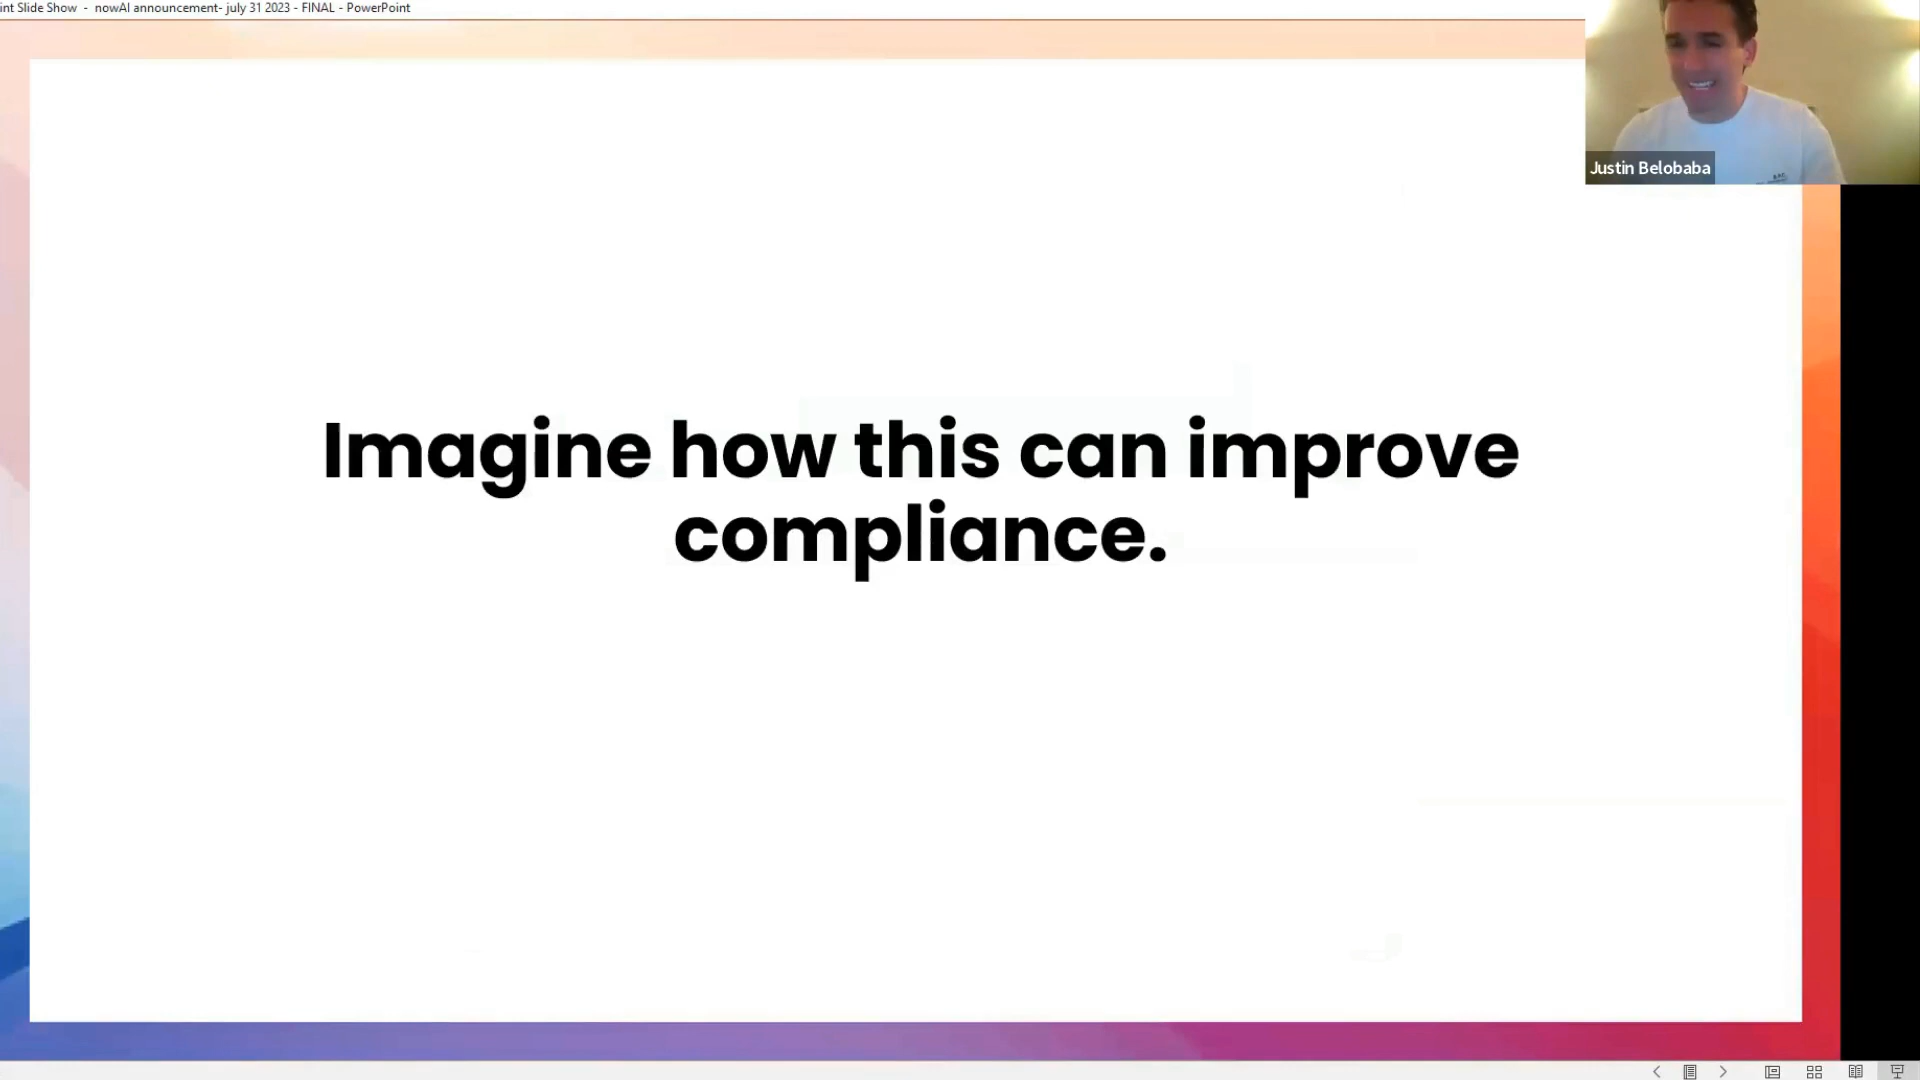 int Slide Show - nowAI announcement- july 31 2023 - FINAL - PowerPoint
Justin Belobaba
Imagine how this can improve
compliance.